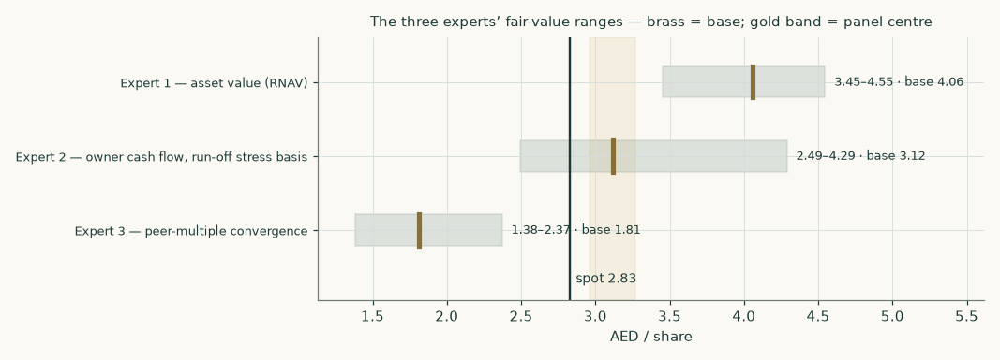 The three experts’ fair-value ranges — brass = base; gold band = panel centre
Expert 1 — asset value (RNAV)
3.45–4.55 · base 4.06
Expert 2 — owner cash flow, run-off stress basis
2.49–4.29 · base 3.12
Expert 3 — peer-multiple convergence
1.38–2.37 · base 1.81
spot 2.83
1.5 2.0 2.5 3.0 3.5 4.0 4.5 5.0 5.5
AED / share